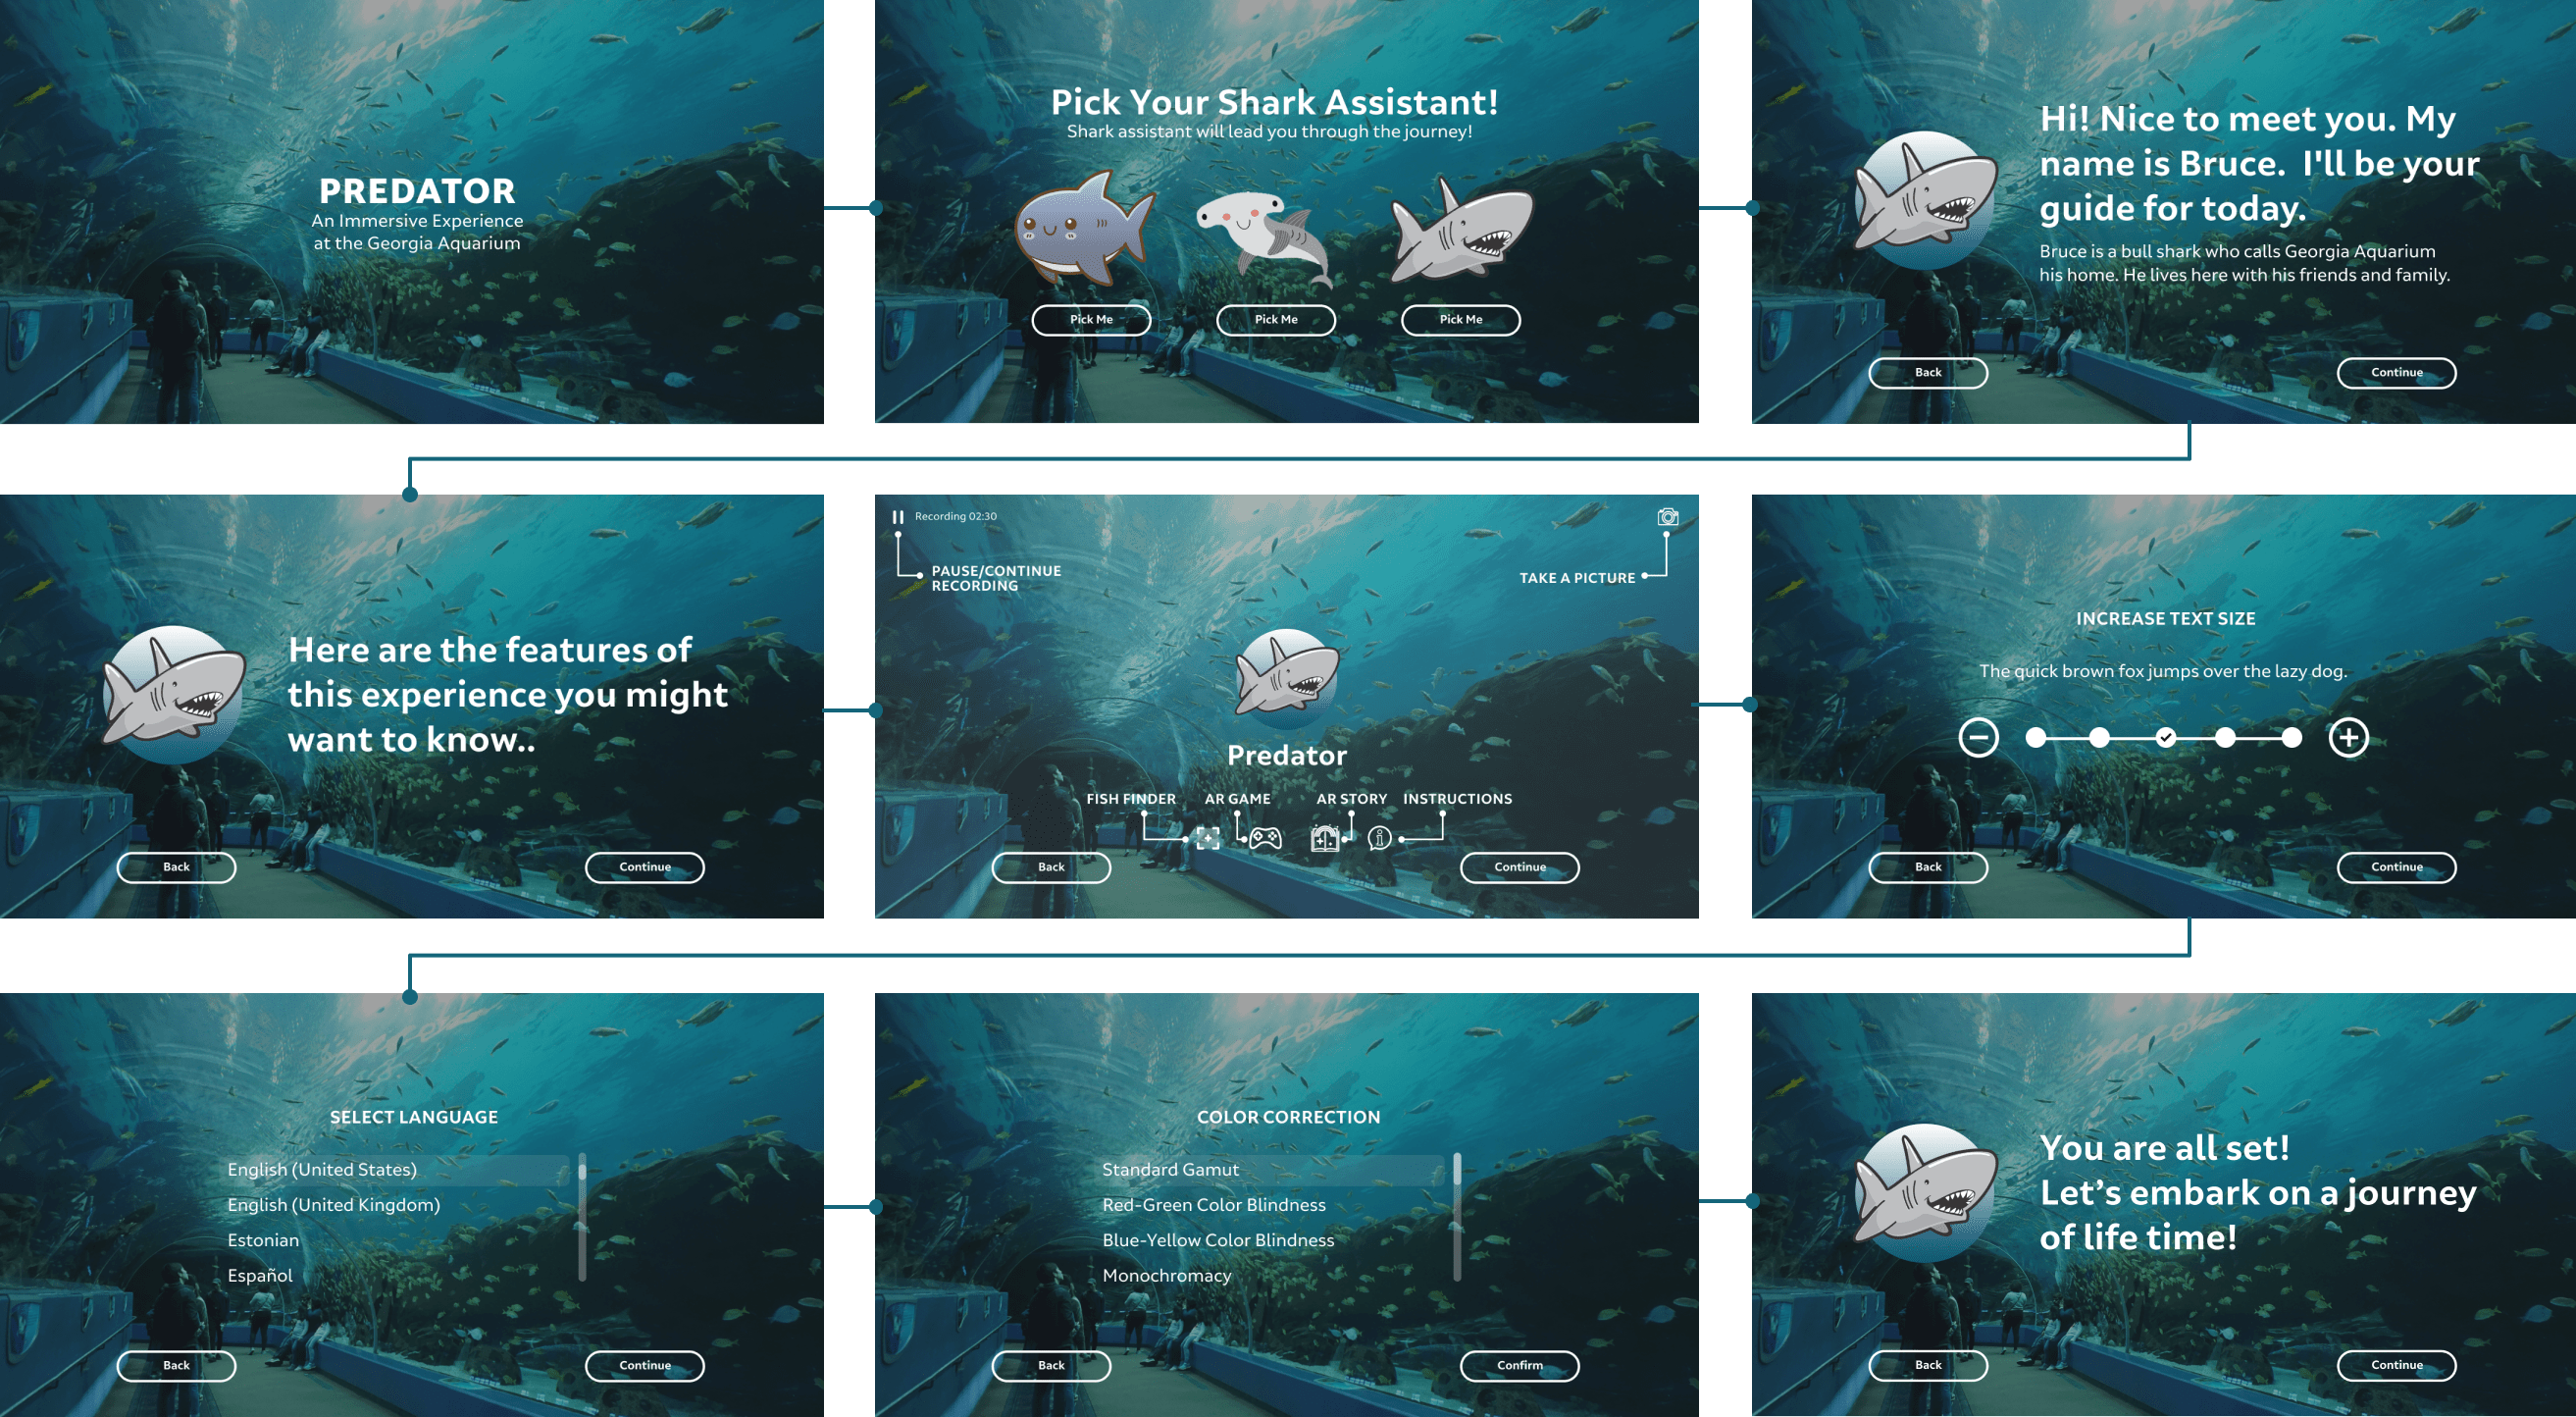 PREDATOR
An Immersive Experience
at the Georgia Aquarium
Pick Your Shark Assistant!
Shark assistant will lead you through the journey!
Pick Me
Pick Me
Pick Me
Hi! Nice to meet you. My
name is Bruce. I'll be your
guide for today.
Bruce is a bull shark who calls Georgia Aquarium
his home. He lives here with his friends and family.
Back
Continue
Here are the features of
this experience you might
want to know..
Back
Continue
Recording 02:30
PAUSE/CONTINUE
RECORDING
TAKE A PICTURE
Predator
FISH FINDER
AR GAME
AR STORY
INSTRUCTIONS
Back
Continue
INCREASE TEXT SIZE
The quick brown fox jumps over the lazy dog.
Back
Continue
SELECT LANGUAGE
English (United States)
English (United Kingdom)
Estonian
Español
Back
Continue
COLOR CORRECTION
Standard Gamut
Red-Green Color Blindness
Blue-Yellow Color Blindness
Monochromacy
Back
Confirm
You are all set!
Let’s embark on a journey
of life time!
Back
Continue